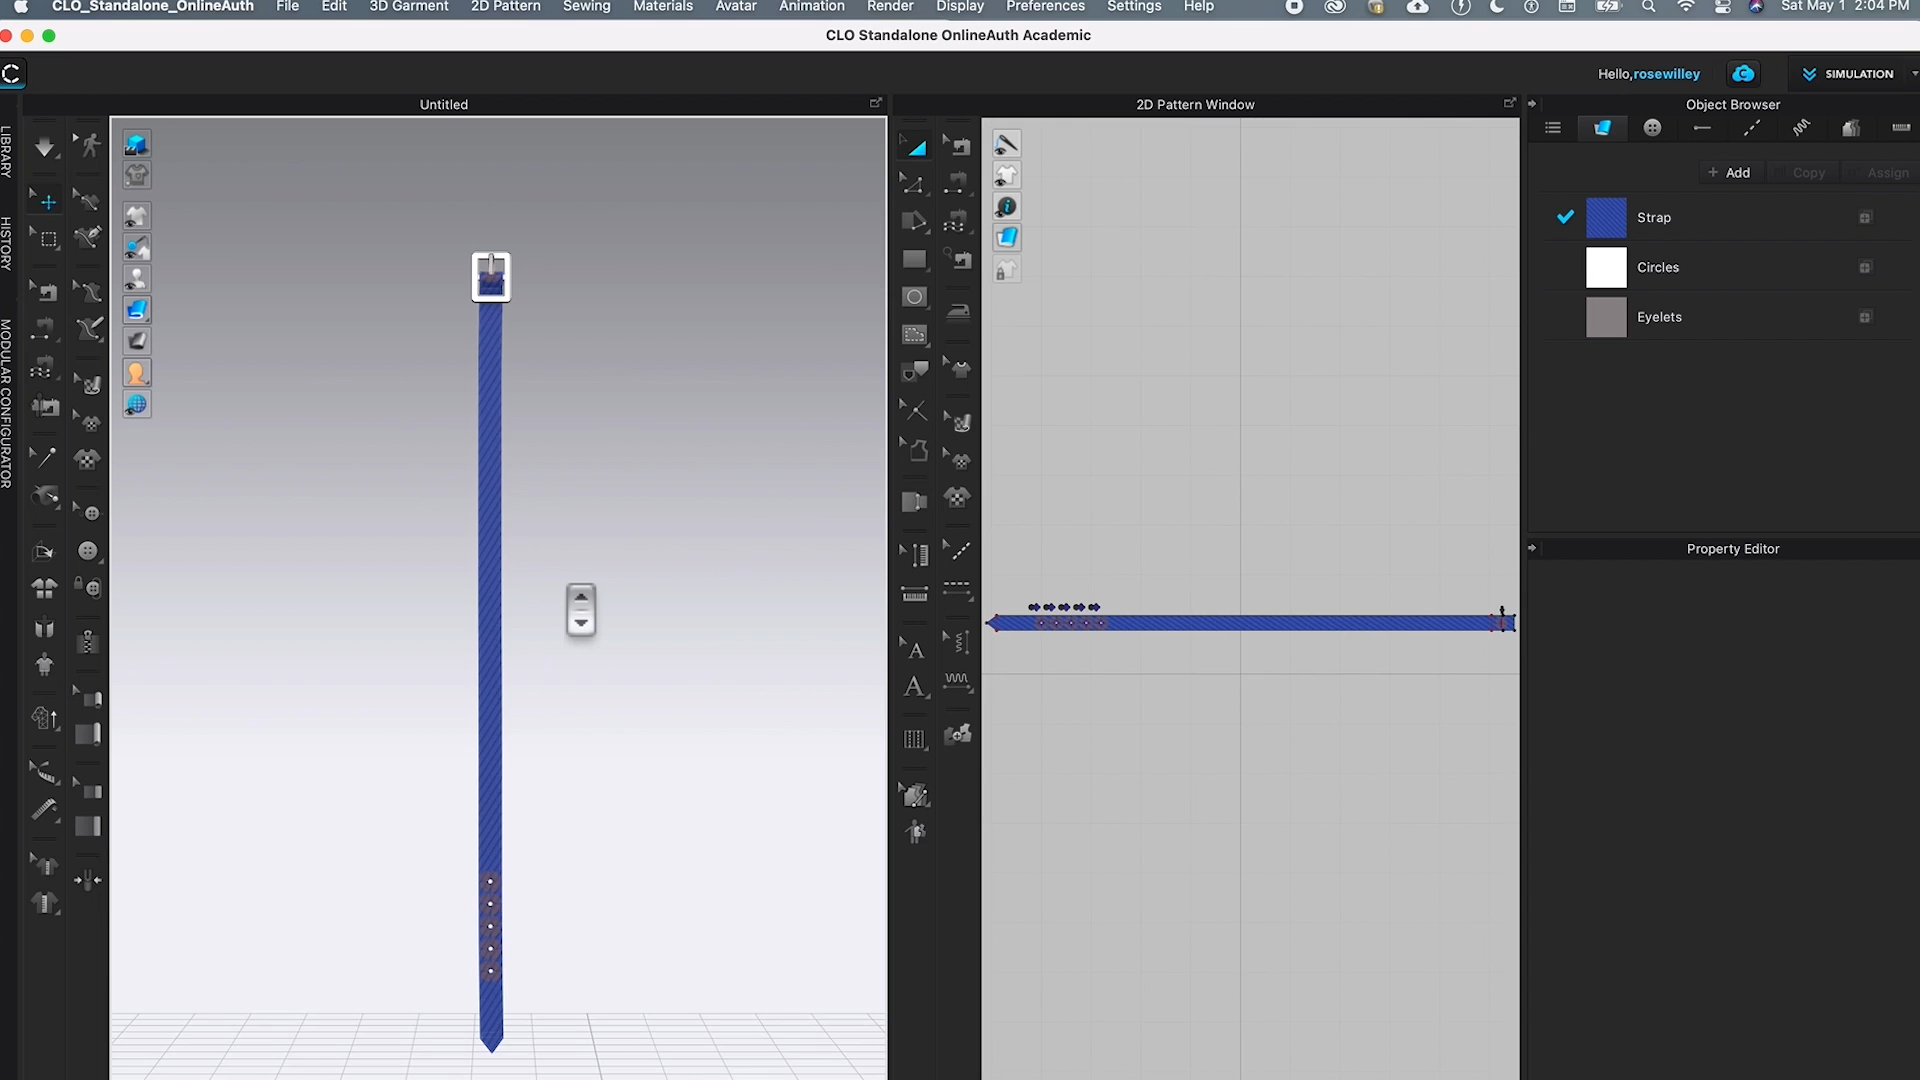 CLO_Standalone_OnlineAuth File Edit 3D Garment 2D Pattern Sewing Materials Avatar Animation Render Display Preferences Settings Help Sat May 1 2:04 PM
CLO Standalone OnlineAuth Academic
Hello,rosewilley SIMULATION
Untitled
2D Pattern Window
Object Browser
LIBRARY
HISTORY
MODULAR CONFIGURATOR
+ Add Copy Assign
Strap
Circles
Eyelets
Property Editor